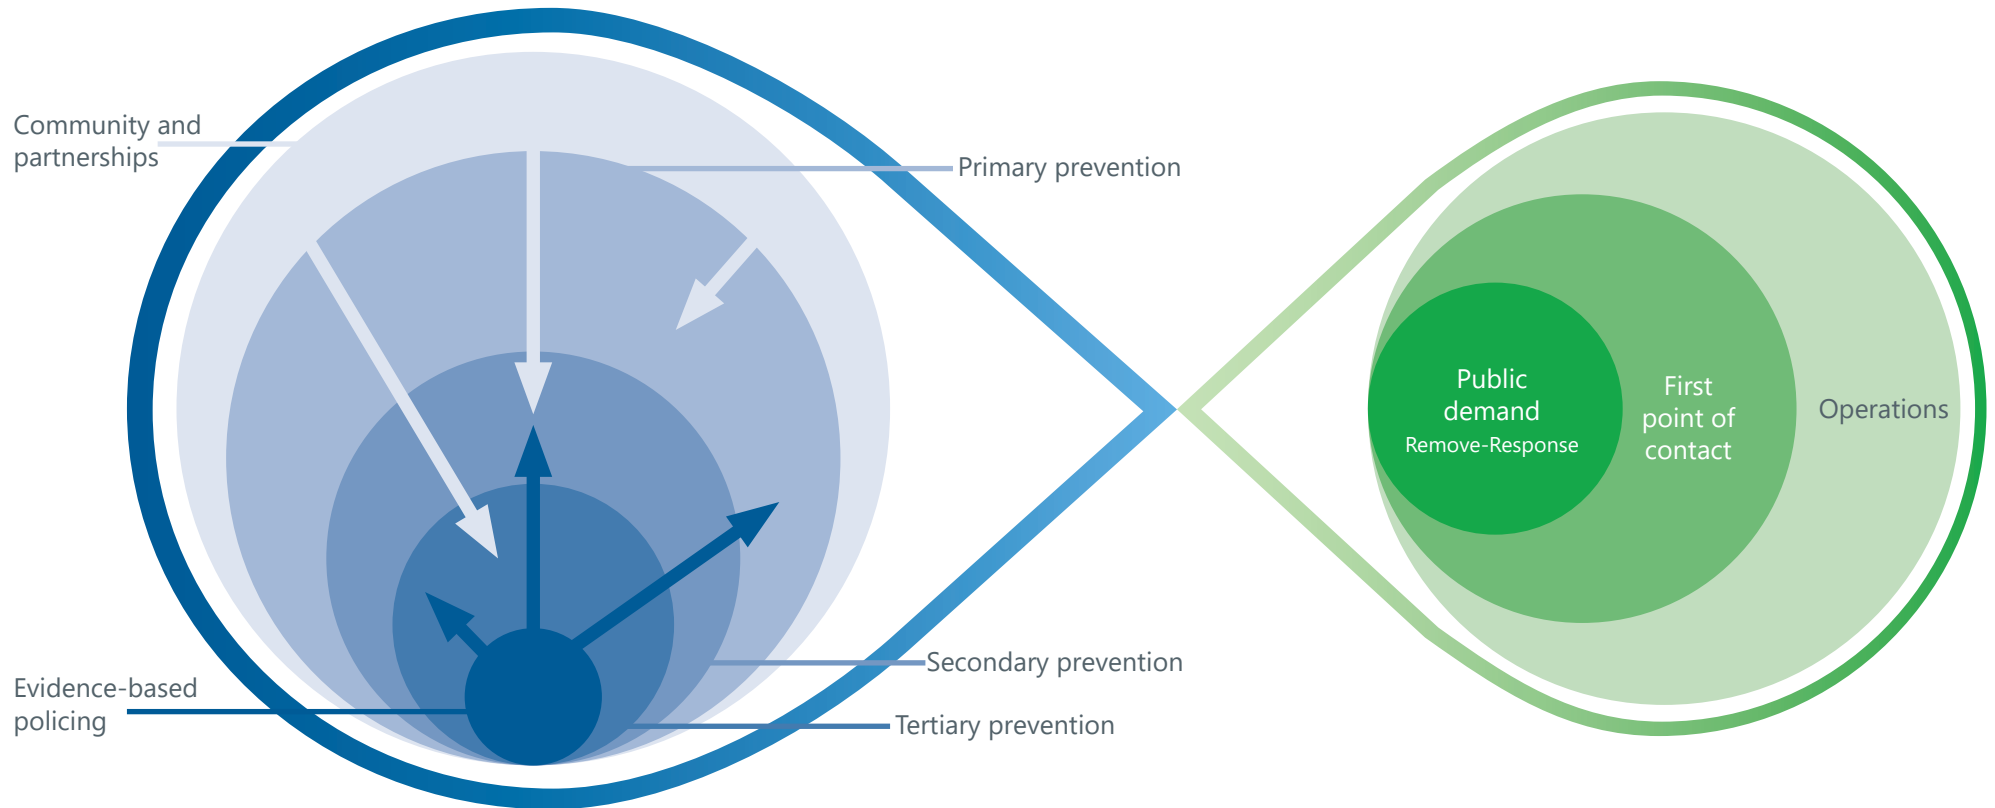 Community and
partnerships
Primary prevention
Secondary prevention
Evidence-based
policing
Tertiary prevention
Public
demand
Remove-Response
First
point of
contact
Operations